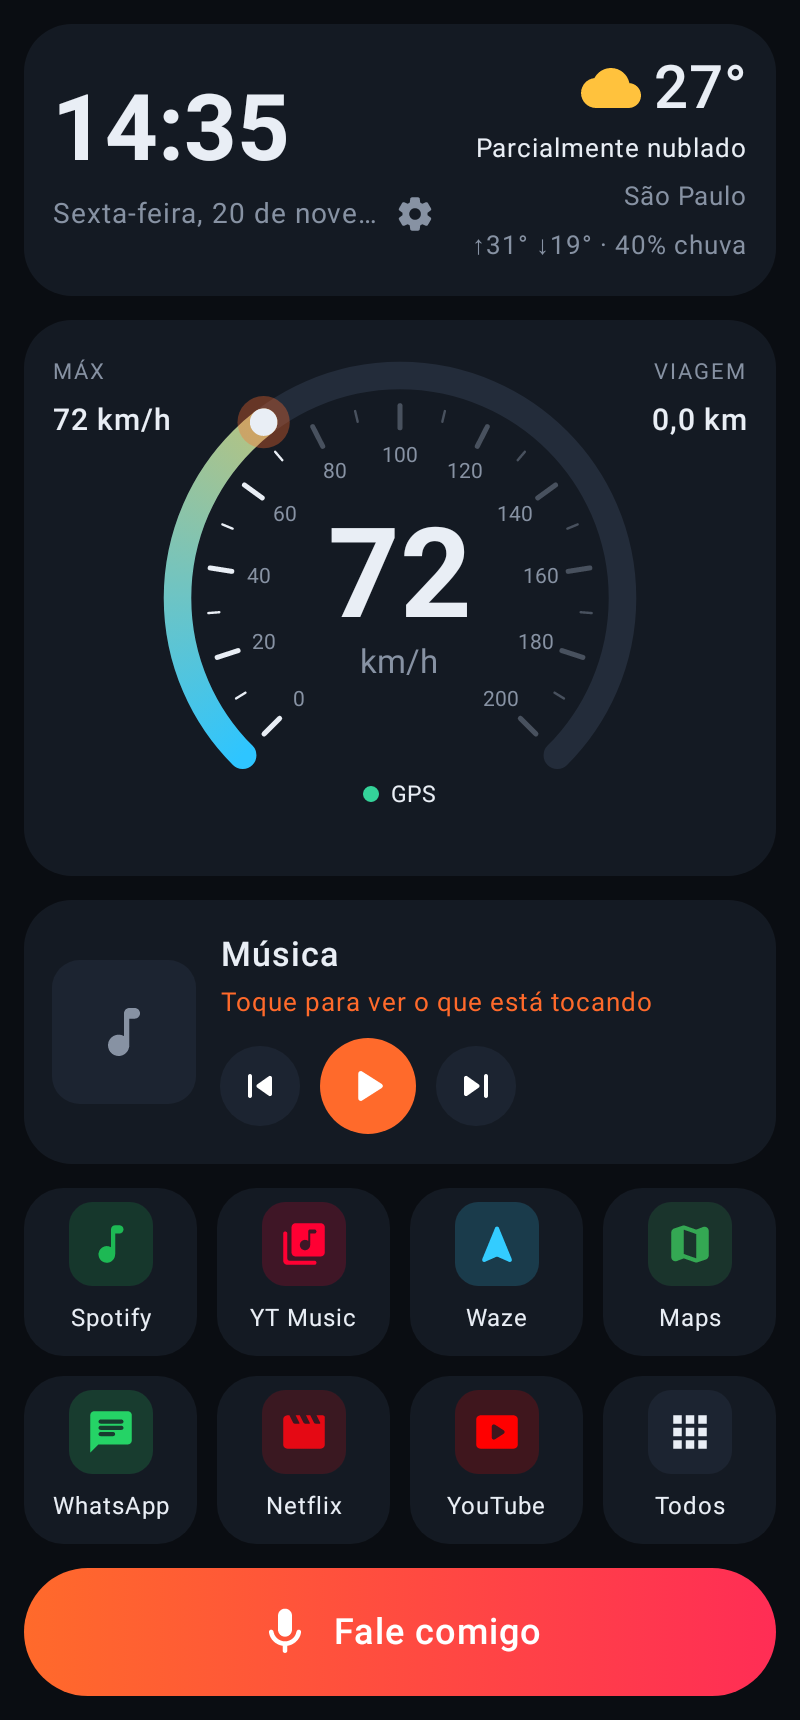 14:35
Sexta-feira, 20 de nove…
27°
Parcialmente nublado
São Paulo
↑31° ↓19° · 40% chuva
MÁX
72 km/h
VIAGEM
0,0 km
0
20
40
60
80
100
120
140
160
180
200
72
km/h
GPS
Música
Toque para ver o que está tocando
Spotify
YT Music
Waze
Maps
WhatsApp
Netflix
YouTube
Todos
Fale comigo